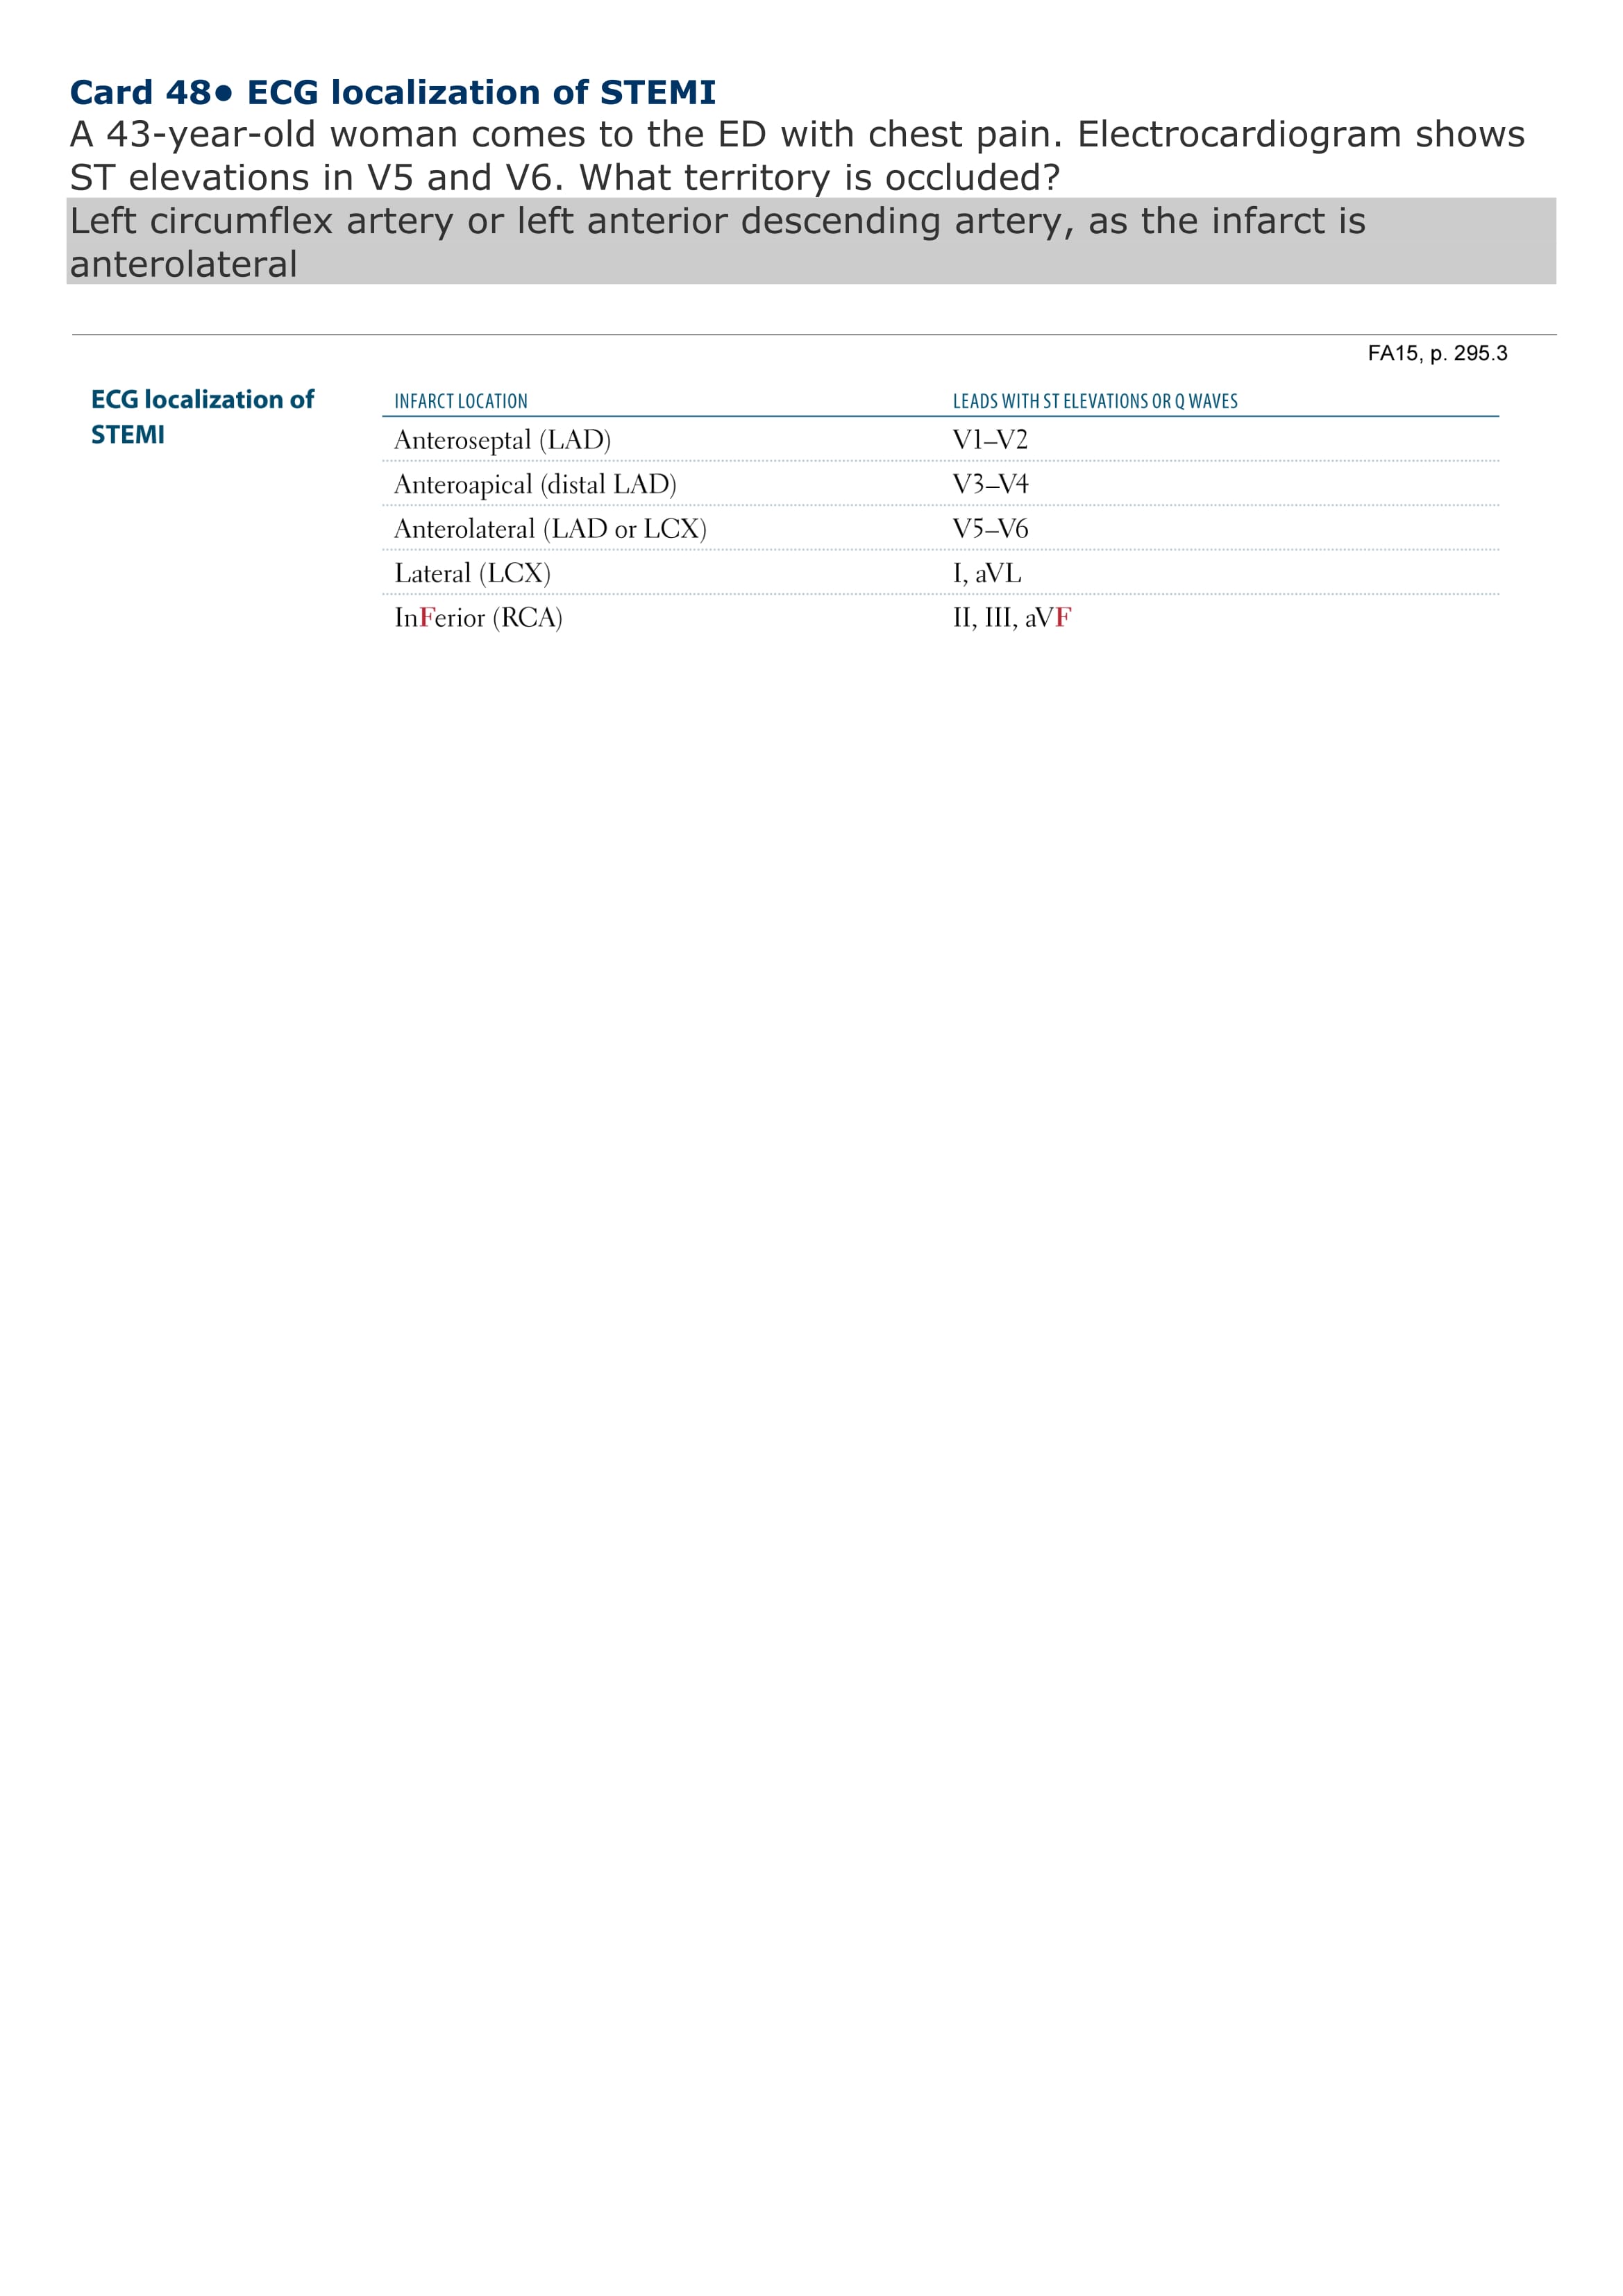 Card 48• ECG localization of STEMI
A 43-year-old woman comes to the ED with chest pain. Electrocardiogram shows
ST elevations in V5 and V6. What territory is occluded?
Left circumflex artery or left anterior descending artery, as the infarct is
anterolateral
FA15, p. 295.3
ECG localization of
STEMI
INFARCT LOCATION LEADS WITH ST ELEVATIONS OR Q WAVES
Anteroseptal (LAD) V1–V2
Anteroapical (distal LAD) V3–V4
Anterolateral (LAD or LCX) V5–V6
Lateral (LCX) I, aVL
InFerior (RCA) II, III, aVF